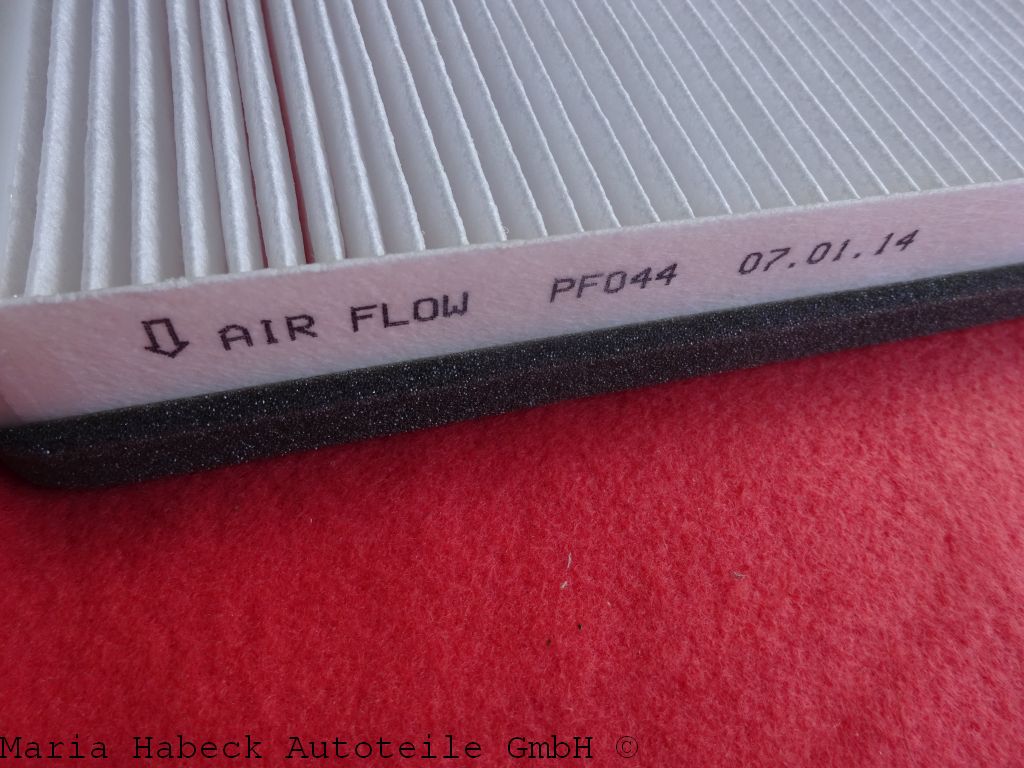 AIR FLOW PF044 07.01.14
Maria Habeck Autoteile GmbH ©